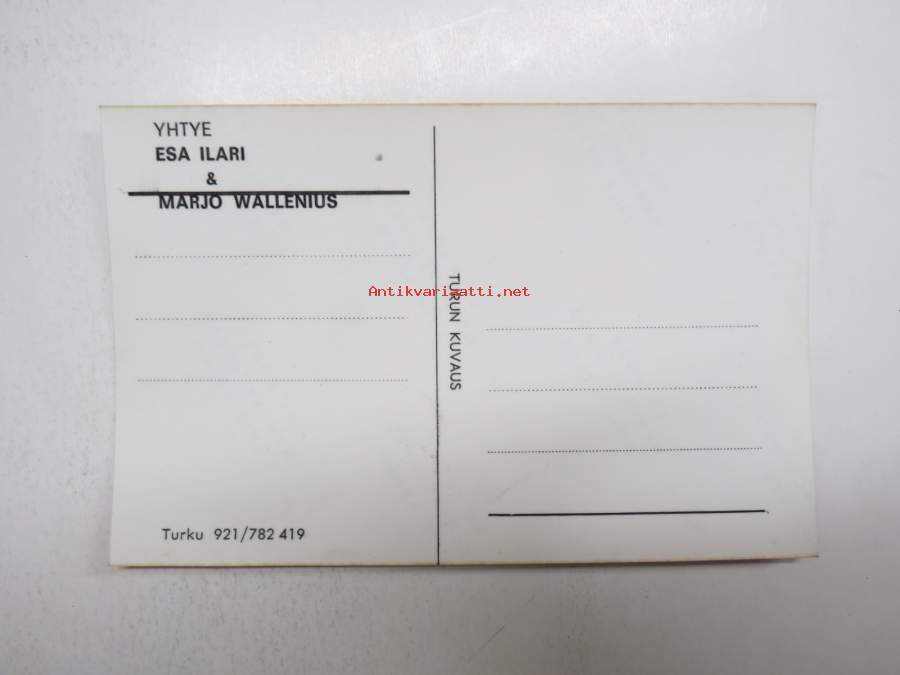 YHTYE
ESA ILARI
&
MARJO WALLENIUS
Turku 921/782 419
TURUN KUVAUS
Antikvariaatti.net